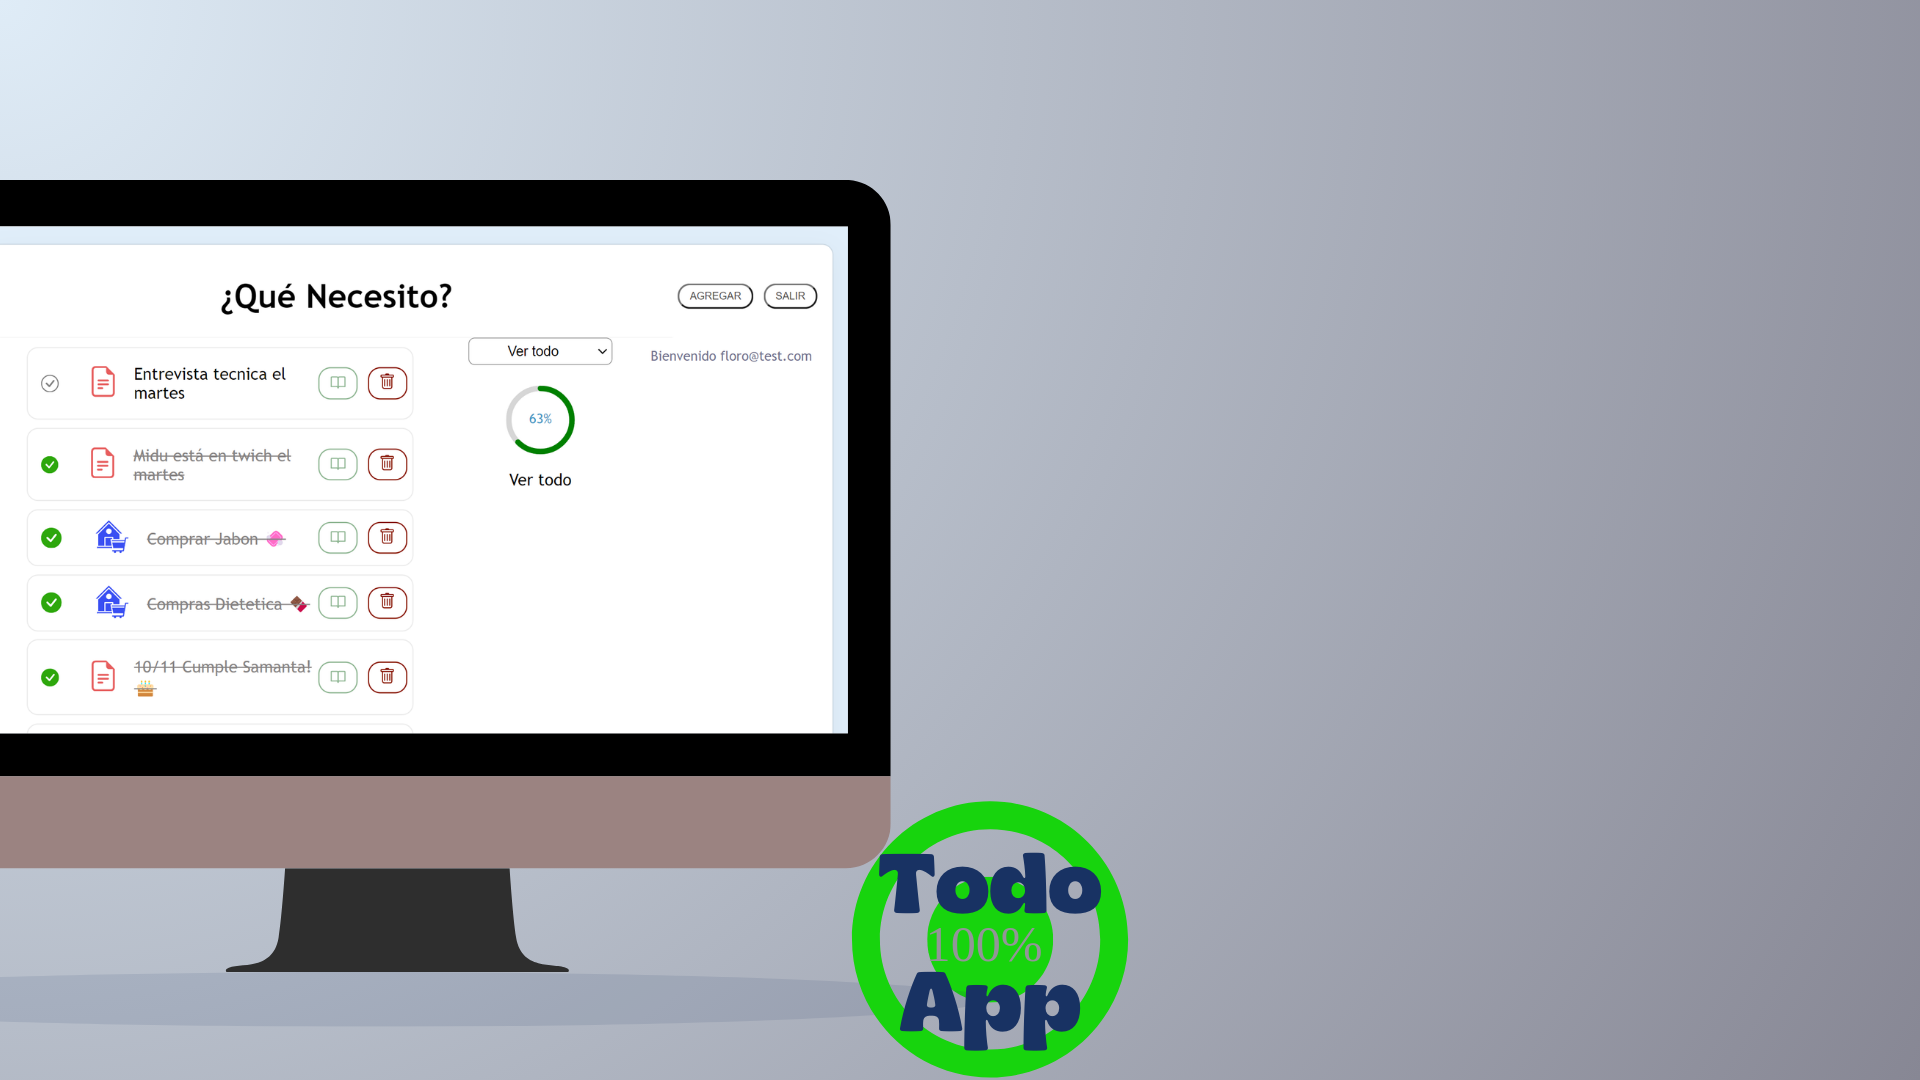 ¿Qué Necesito?
AGREGAR
SALIR
Ver todo
Bienvenido floro@test.com
Entrevista tecnica el
martes
63%
Midu está en twich el
martes
Ver todo
Comprar Jabon
Compras Dietetica
10/11 Cumple Samanta!
Todo
100%
App